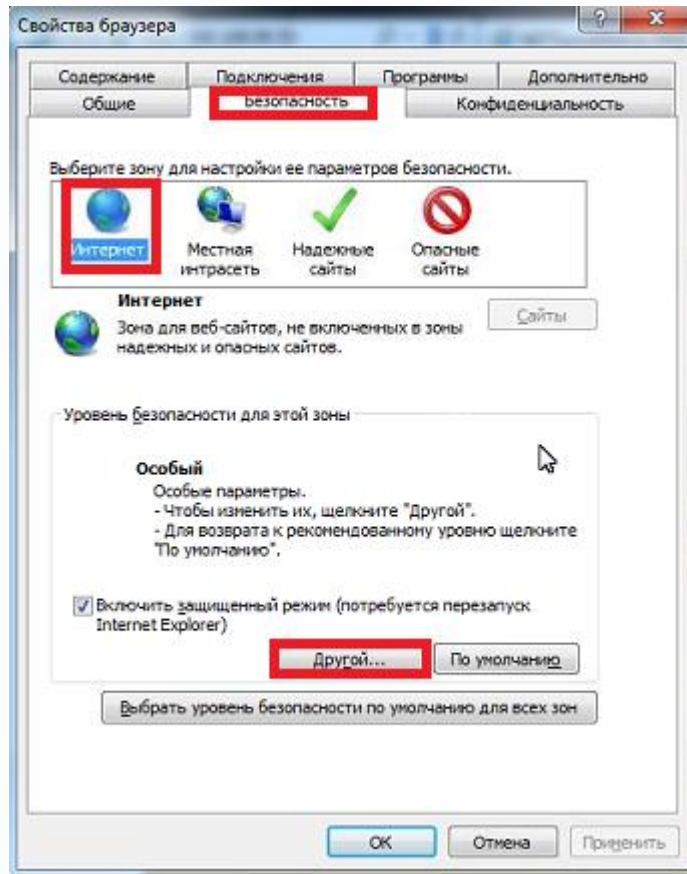 Свойства браузера
Содержание Подключения Программы Дополнительно
Общие Безопасность Конфиденциальность
Выберите зону для настройки ее параметров безопасности.
Интернет Местная интрасеть Надежные сайты Опасные сайты
Интернет
Зона для веб-сайтов, не включенных в зоны
надежных и опасных сайтов.
Сайты
Уровень безопасности для этой зоны
Особый
Особые параметры.
- Чтобы изменить их, щелкните "Другой".
- Для возврата к рекомендованному уровню щелкните
"По умолчанию".
Включить защищенный режим (потребуется перезапуск
Internet Explorer)
Другой... По умолчанию
Выбрать уровень безопасности по умолчанию для всех зон
OK Отмена Применить